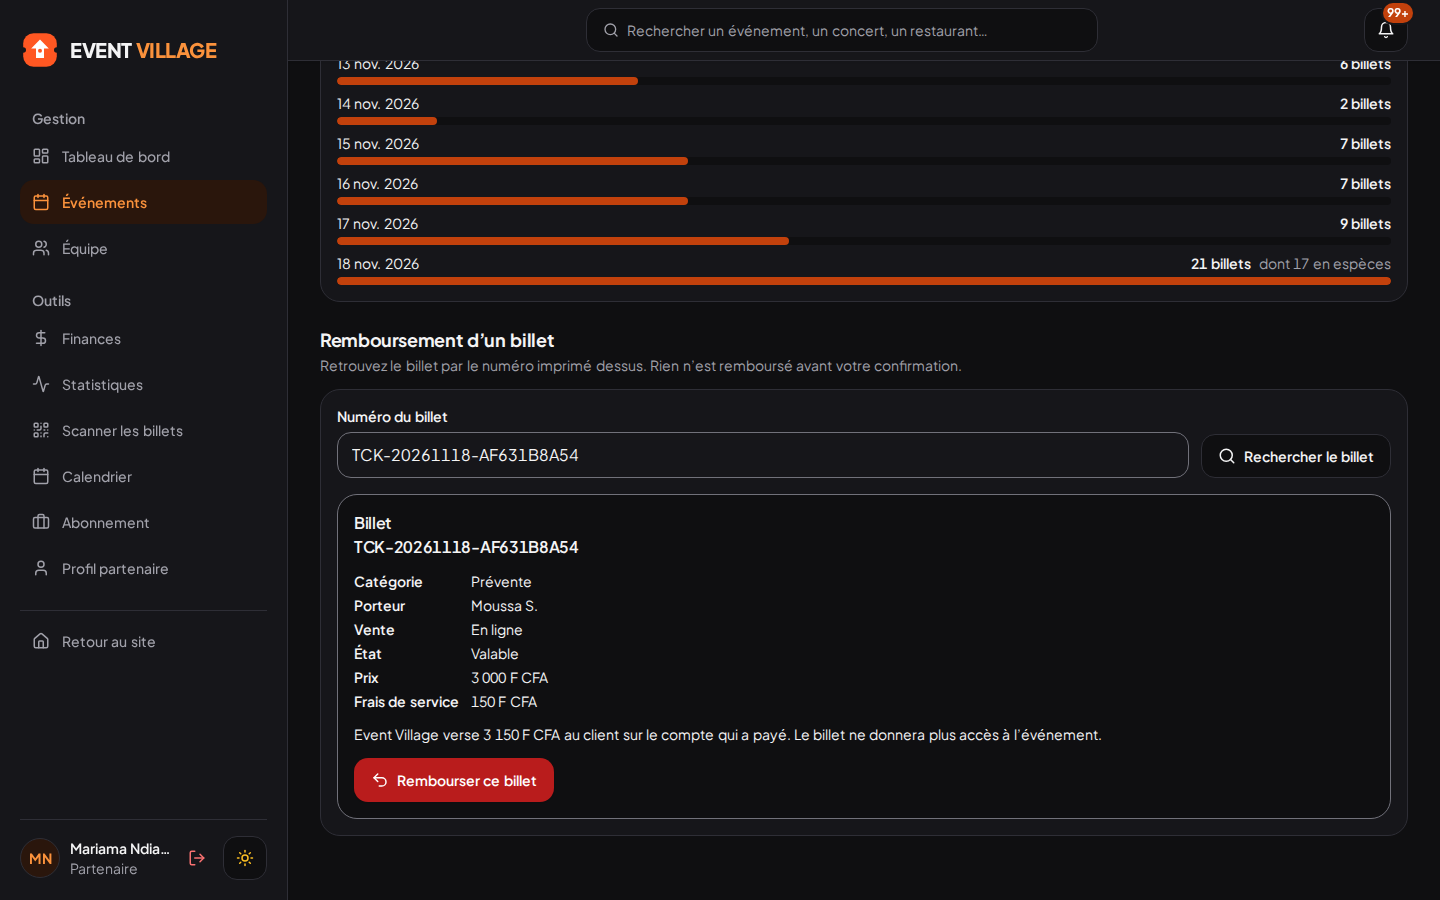 EVENT VILLAGE
Gestion
Tableau de bord
Événements
Équipe
Outils
Finances
Statistiques
Scanner les billets
Calendrier
Abonnement
Profil partenaire
Retour au site
MN
Mariama Ndia...
Partenaire
Rechercher un événement, un concert, un restaurant...
99+
13 nov. 2026 6 billets
14 nov. 2026 2 billets
15 nov. 2026 7 billets
16 nov. 2026 7 billets
17 nov. 2026 9 billets
18 nov. 2026 21 billets dont 17 en espèces
Remboursement d’un billet
Retrouvez le billet par le numéro imprimé dessus. Rien n’est remboursé avant votre confirmation.
Numéro du billet
TCK-20261118-AF631B8A54 Rechercher le billet
Billet
TCK-20261118-AF631B8A54
Catégorie Prévente
Porteur Moussa S.
Vente En ligne
État Valable
Prix 3 000 F CFA
Frais de service 150 F CFA
Event Village verse 3 150 F CFA au client sur le compte qui a payé. Le billet ne donnera plus accès à l’événement.
Rembourser ce billet